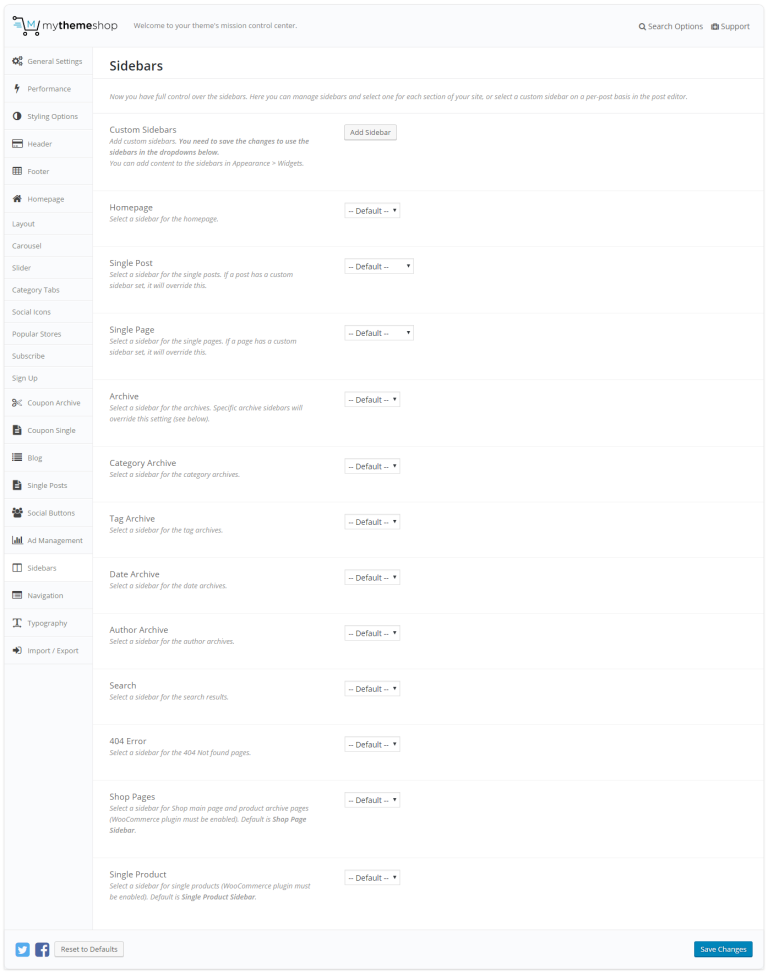 mythemeshop
Welcome to your theme's mission control center.
Search Options
Support
General Settings
Performance
Styling Options
Header
Footer
Homepage
Layout
Carousel
Slider
Category Tabs
Social Icons
Popular Stores
Subscribe
Sign Up
Coupon Archive
Coupon Single
Blog
Single Posts
Social Buttons
Ad Management
Sidebars
Navigation
Typography
Import / Export
Sidebars
Now you have full control over the sidebars. Here you can manage sidebars and select one for each section of your site, or select a custom sidebar on a per-post basis in the post editor.
Custom Sidebars
Add custom sidebars. You need to save the changes to use the
sidebars in the dropdowns below.
You can add content to the sidebars in Appearance > Widgets.
Add Sidebar
Homepage
Select a sidebar for the homepage.
-- Default --
Single Post
Select a sidebar for the single posts. If a post has a custom
sidebar set, it will override this.
-- Default --
Single Page
Select a sidebar for the single pages. If a page has a custom
sidebar set, it will override this.
-- Default --
Archive
Select a sidebar for the archives. Specific archive sidebars will
override this setting (see below).
-- Default --
Category Archive
Select a sidebar for the category archives.
-- Default --
Tag Archive
Select a sidebar for the tag archives.
-- Default --
Date Archive
Select a sidebar for the date archives.
-- Default --
Author Archive
Select a sidebar for the author archives.
-- Default --
Search
Select a sidebar for the search results.
-- Default --
404 Error
Select a sidebar for the 404 Not found pages.
-- Default --
Shop Pages
Select a sidebar for Shop main page and product archive pages
(WooCommerce plugin must be enabled). Default is Shop Page
Sidebar.
-- Default --
Single Product
Select a sidebar for single products (WooCommerce plugin must
be enabled). Default is Single Product Sidebar.
-- Default --
Reset to Defaults
Save Changes